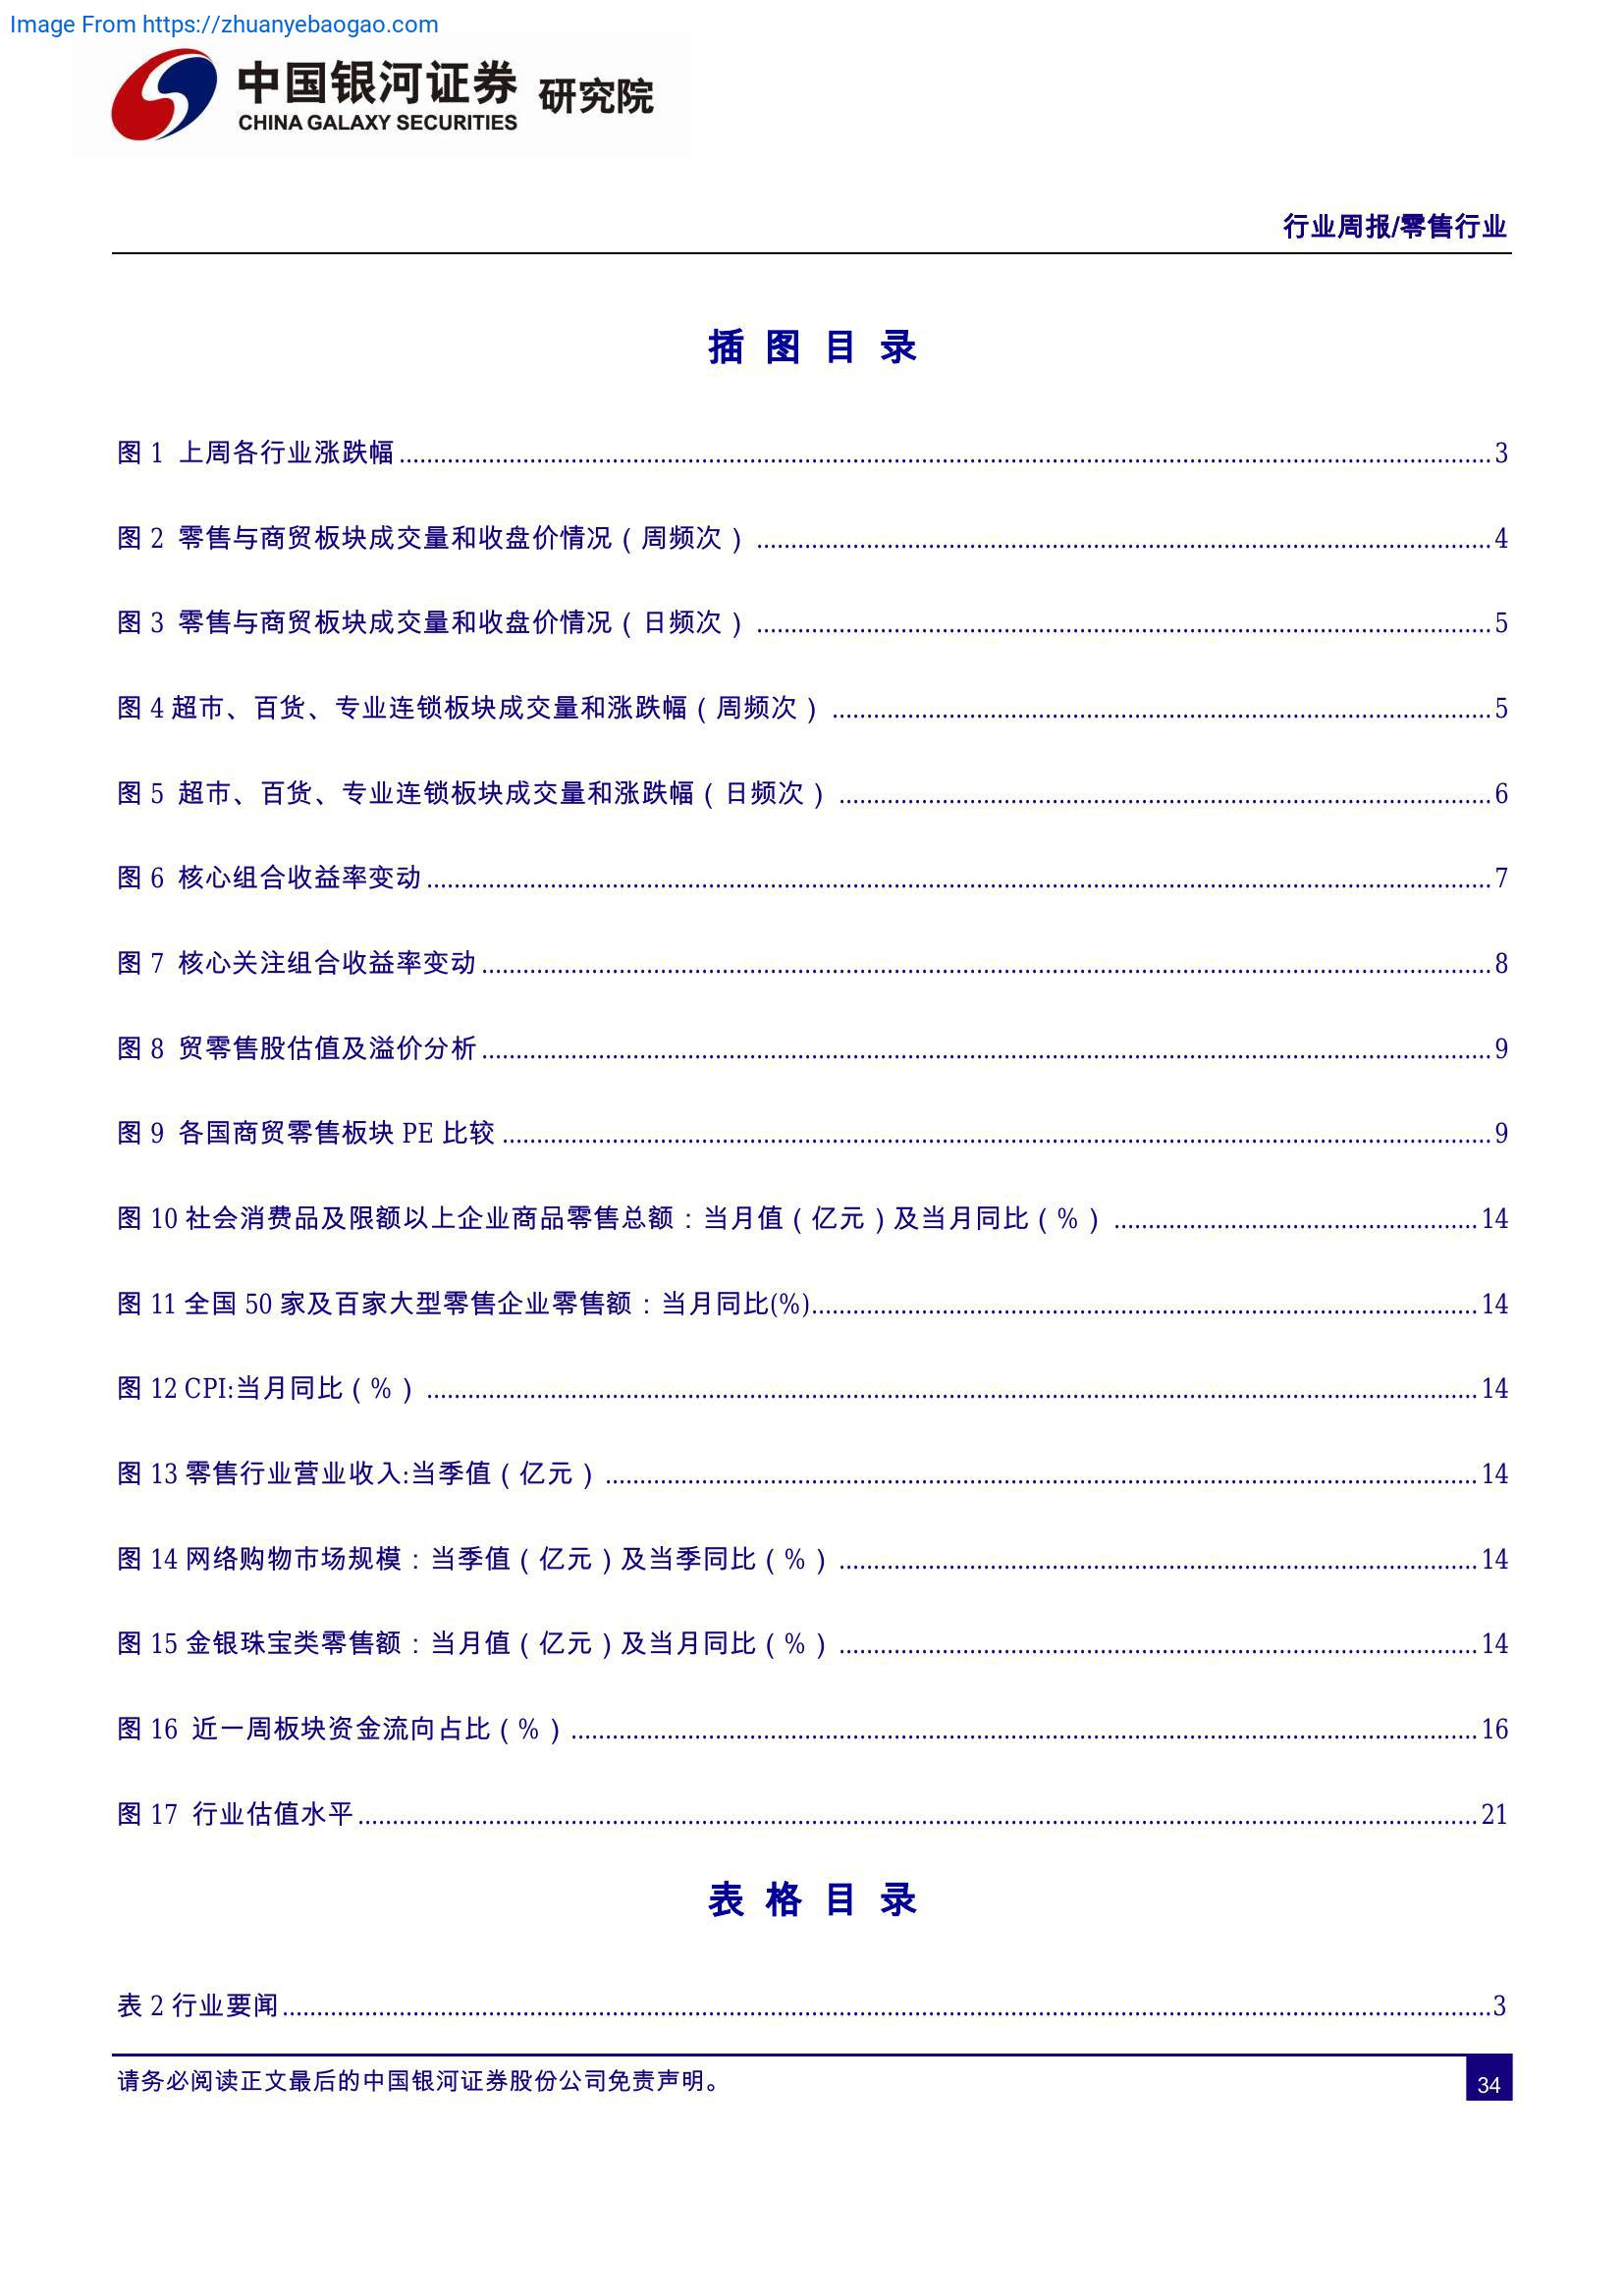 Image From https://zhuanyebaogao.com
中国银河证券 研究院
CHINA GALAXY SECURITIES
行业周报/零售行业
插 图 目 录
图 1 上周各行业涨跌幅 3
图 2 零售与商贸板块成交量和收盘价情况（周频次） 4
图 3 零售与商贸板块成交量和收盘价情况（日频次） 5
图 4 超市、百货、专业连锁板块成交量和涨跌幅（周频次） 5
图 5 超市、百货、专业连锁板块成交量和涨跌幅（日频次） 6
图 6 核心组合收益率变动 7
图 7 核心关注组合收益率变动 8
图 8 贸零售股估值及溢价分析 9
图 9 各国商贸零售板块 PE 比较 9
图 10 社会消费品及限额以上企业商品零售总额：当月值（亿元）及当月同比（%） 14
图 11 全国 50 家及百家大型零售企业零售额：当月同比(%) 14
图 12 CPI:当月同比（%） 14
图 13 零售行业营业收入:当季值（亿元） 14
图 14 网络购物市场规模：当季值（亿元）及当季同比（%） 14
图 15 金银珠宝类零售额：当月值（亿元）及当月同比（%） 14
图 16 近一周板块资金流向占比（%） 16
图 17 行业估值水平 21
表 格 目 录
表 2 行业要闻 3
请务必阅读正文最后的中国银河证券股份公司免责声明。
34